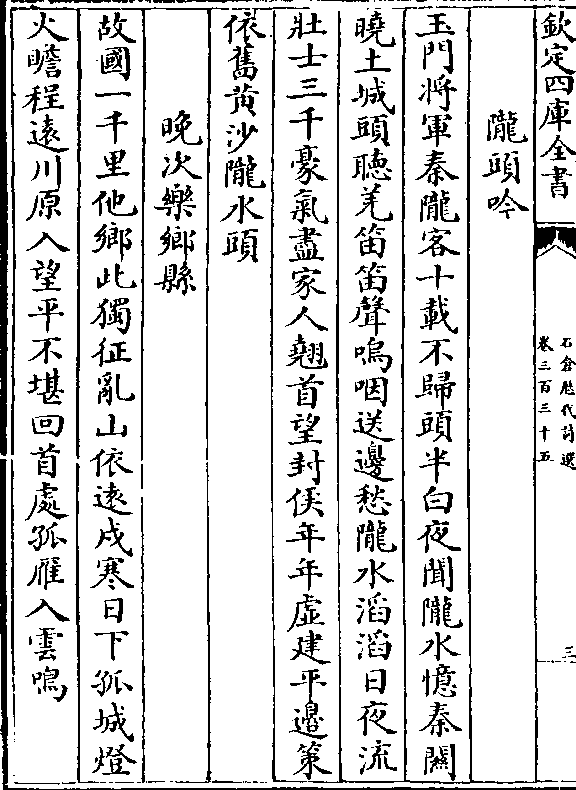 欽定四庫全書
石倉歷代詩選
卷三百三十五
三
隴頭吟
玉門將軍秦隴客十載不歸頭半白夜聞隴水憶秦關
曉土城頭聽羌笛笛聲嗚咽送邊愁隴水滔滔日夜流
壯士三千豪氣盡家人翹首望封侯年年虛建平邊策
依舊黃沙隴水頭
晚次樂鄉縣
故國一千里他鄉此獨征亂山依遠戍寒日下孤城燈
火瞻程遠川原入望平不堪回首處孤雁入雲鳴